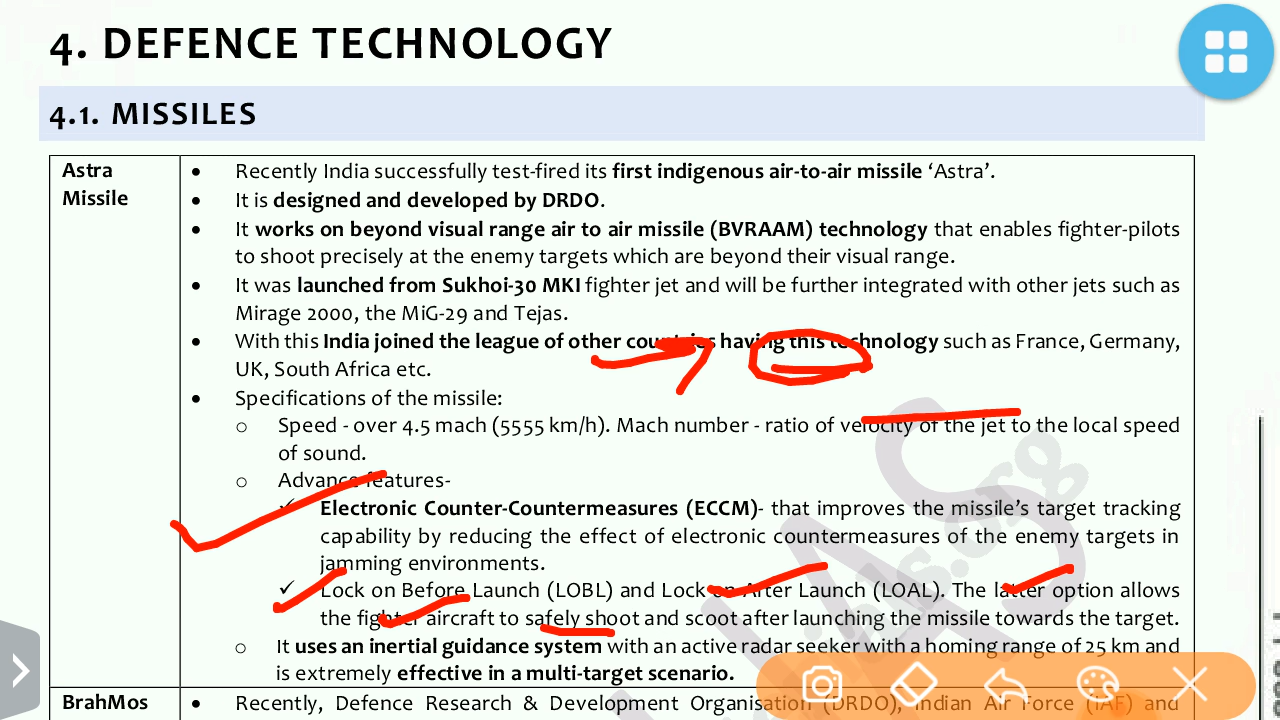 4. DEFENCE TECHNOLOGY
4.1. MISSILES
Astra
Missile
• Recently India successfully test-fired its first indigenous air-to-air missile ‘Astra’.
• It is designed and developed by DRDO.
• It works on beyond visual range air to air missile (BVRAAM) technology that enables fighter-pilots
to shoot precisely at the enemy targets which are beyond their visual range.
• It was launched from Sukhoi-30 MKI fighter jet and will be further integrated with other jets such as
Mirage 2000, the MiG-29 and Tejas.
• With this India joined the league of other countries having this technology such as France, Germany,
UK, South Africa etc.
• Specifications of the missile:
o Speed - over 4.5 mach (5555 km/h). Mach number - ratio of velocity of the jet to the local speed
of sound.
o Advance features-
✓ Electronic Counter-Countermeasures (ECCM)- that improves the missile’s target tracking
capability by reducing the effect of electronic countermeasures of the enemy targets in
jamming environments.
✓ Lock on Before Launch (LOBL) and Lock on After Launch (LOAL). The latter option allows
the fighter aircraft to safely shoot and scoot after launching the missile towards the target.
o It uses an inertial guidance system with an active radar seeker with a homing range of 25 km and
is extremely effective in a multi-target scenario.
BrahMos
• Recently, Defence Research & Development Organisation (DRDO), Indian Air Force (IAF) and